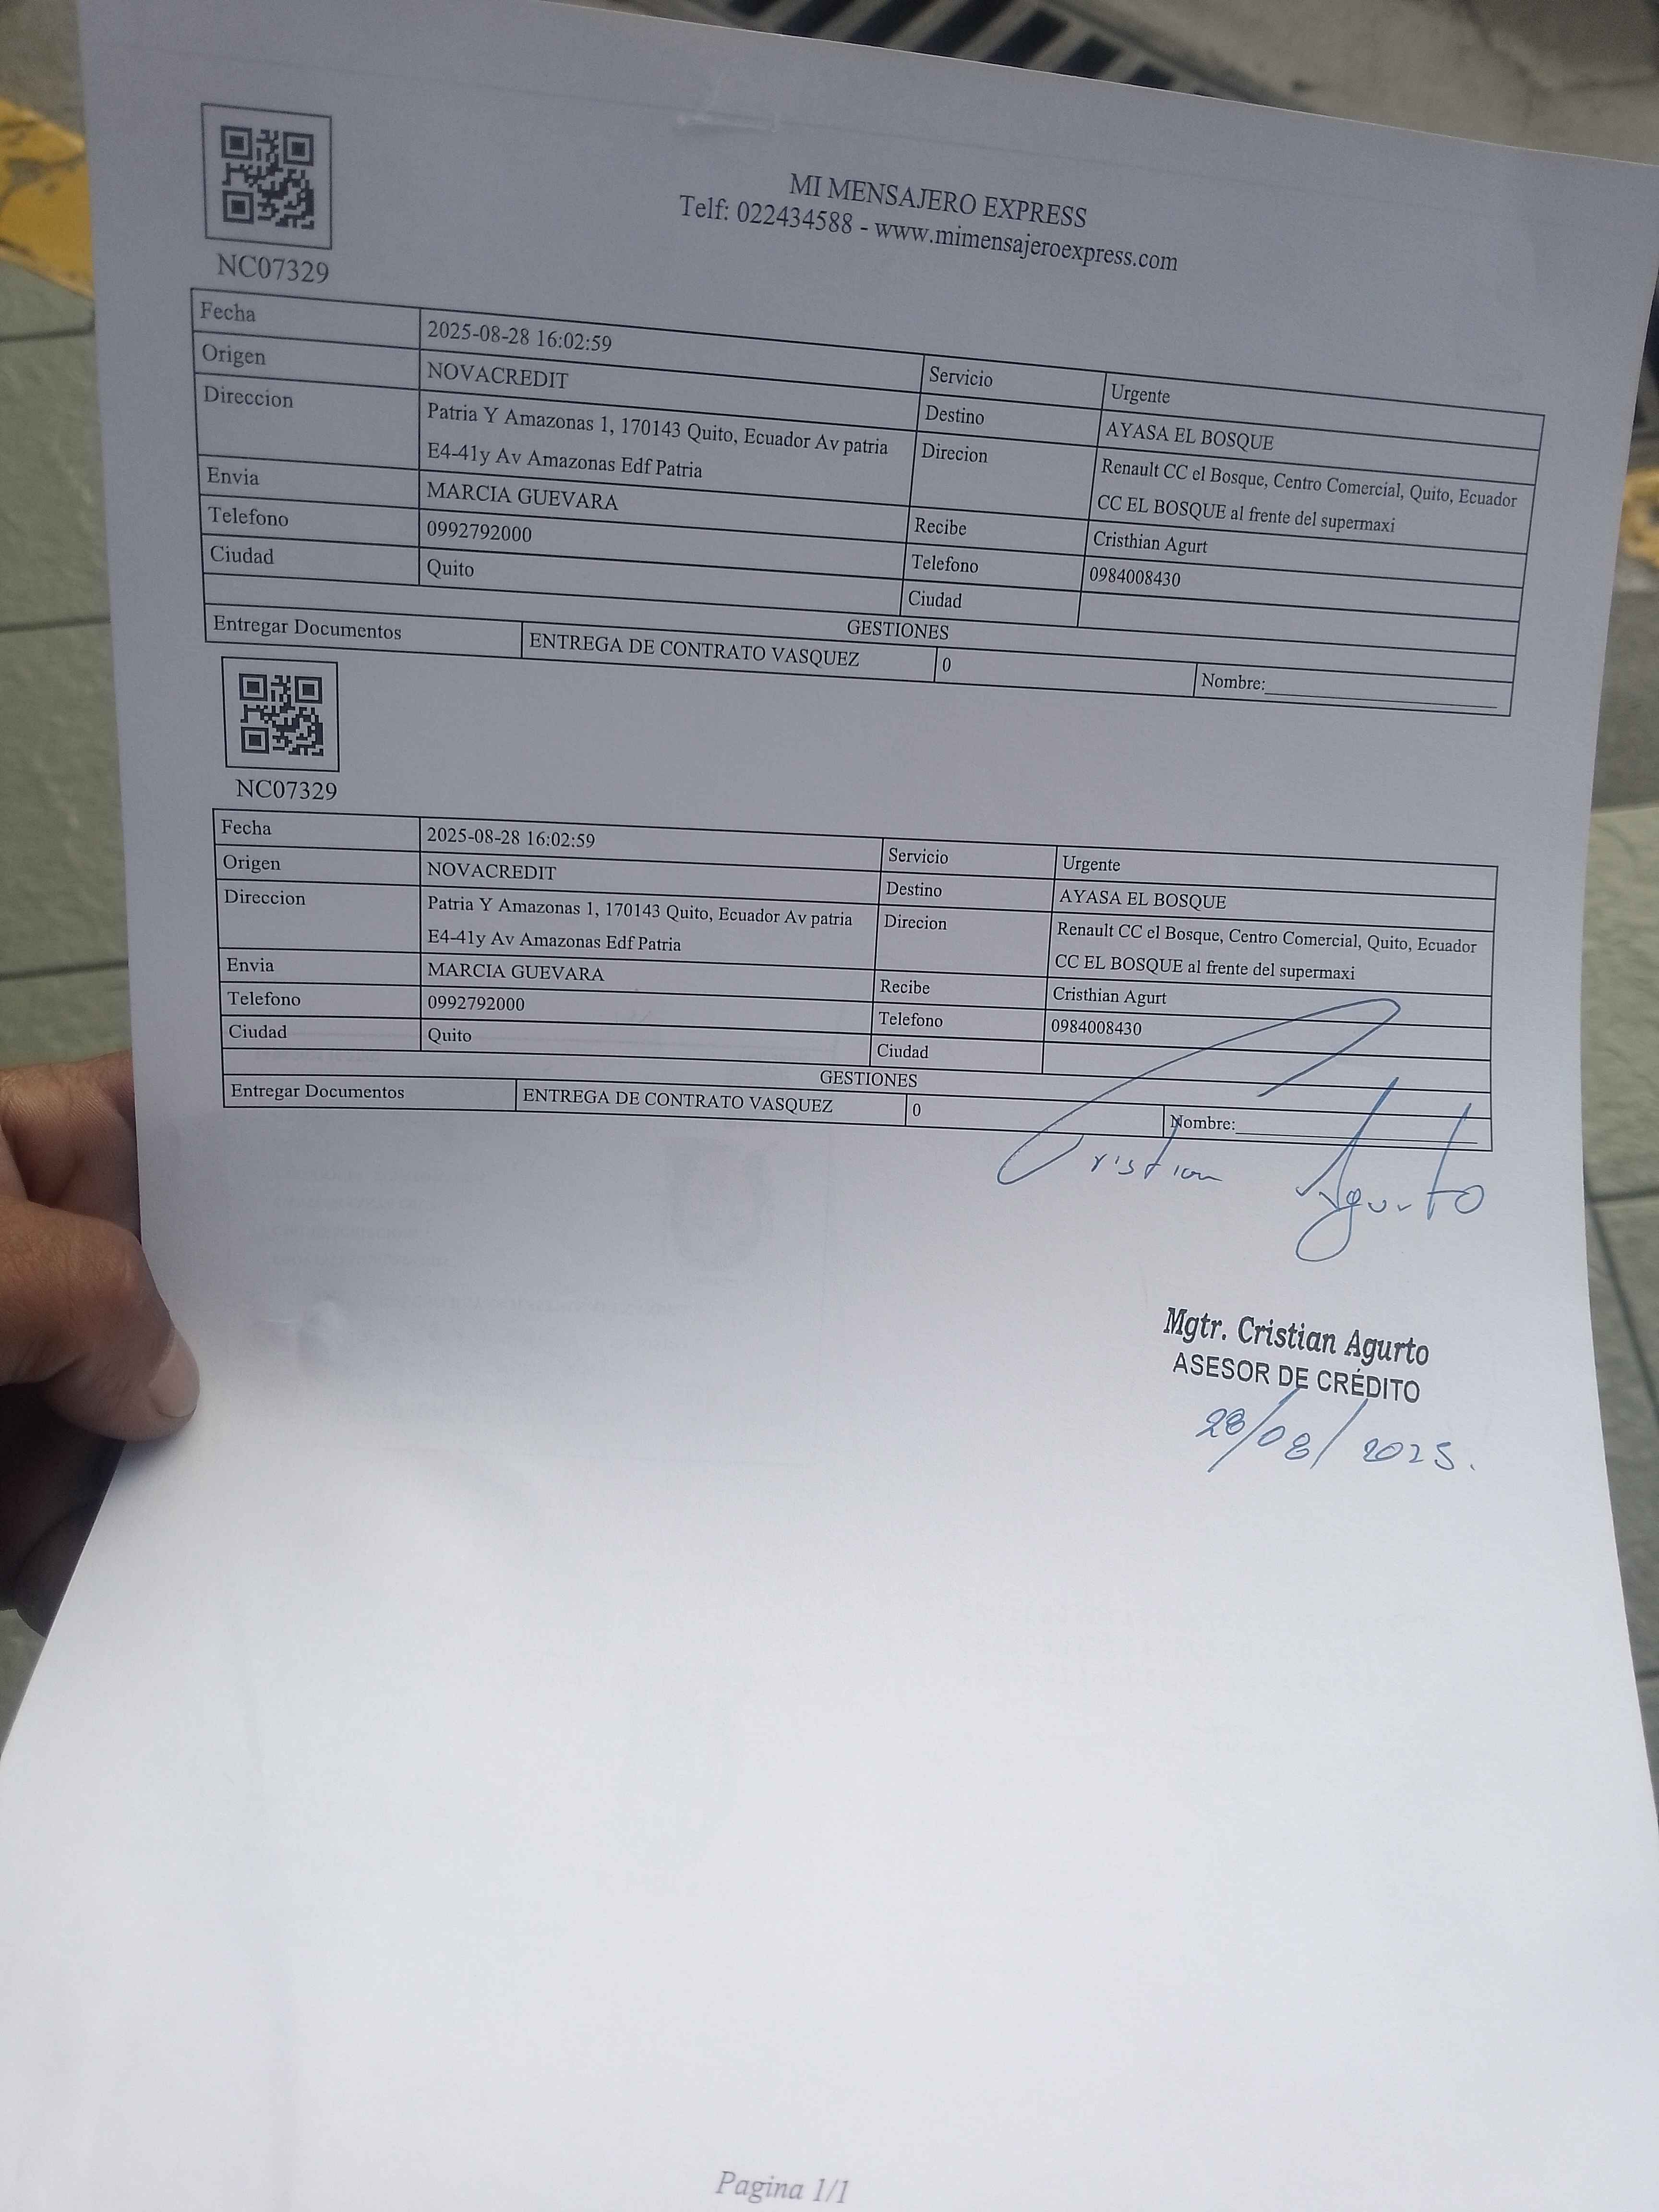 MI MENSAJERO EXPRESS
Telf: 022434588 - www.mimensajeroexpress.com
NC07329
Fecha 2025-08-28 16:02:59 Servicio Urgente
Origen NOVACREDIT Destino AYASA EL BOSQUE
Direccion Patria Y Amazonas 1, 170143 Quito, Ecuador Av patria Direcion Renault CC el Bosque, Centro Comercial, Quito, Ecuador
E4-41y Av Amazonas Edf Patria CC EL BOSQUE al frente del supermaxi
Envia MARCIA GUEVARA Recibe Cristhian Agurt
Telefono 0992792000 Telefono 0984008430
Ciudad Quito Ciudad
GESTIONES
Entregar Documentos ENTREGA DE CONTRATO VASQUEZ 0 Nombre:
NC07329
Fecha 2025-08-28 16:02:59 Servicio Urgente
Origen NOVACREDIT Destino AYASA EL BOSQUE
Direccion Patria Y Amazonas 1, 170143 Quito, Ecuador Av patria Direcion Renault CC el Bosque, Centro Comercial, Quito, Ecuador
E4-41y Av Amazonas Edf Patria CC EL BOSQUE al frente del supermaxi
Envia MARCIA GUEVARA Recibe Cristhian Agurt
Telefono 0992792000 Telefono 0984008430
Ciudad Quito Ciudad
GESTIONES
Entregar Documentos ENTREGA DE CONTRATO VASQUEZ 0 Nombre:
Cristian Agurto
Mgtr. Cristian Agurto
ASESOR DE CRÉDITO
28/08/2025.
Pagina 1/1